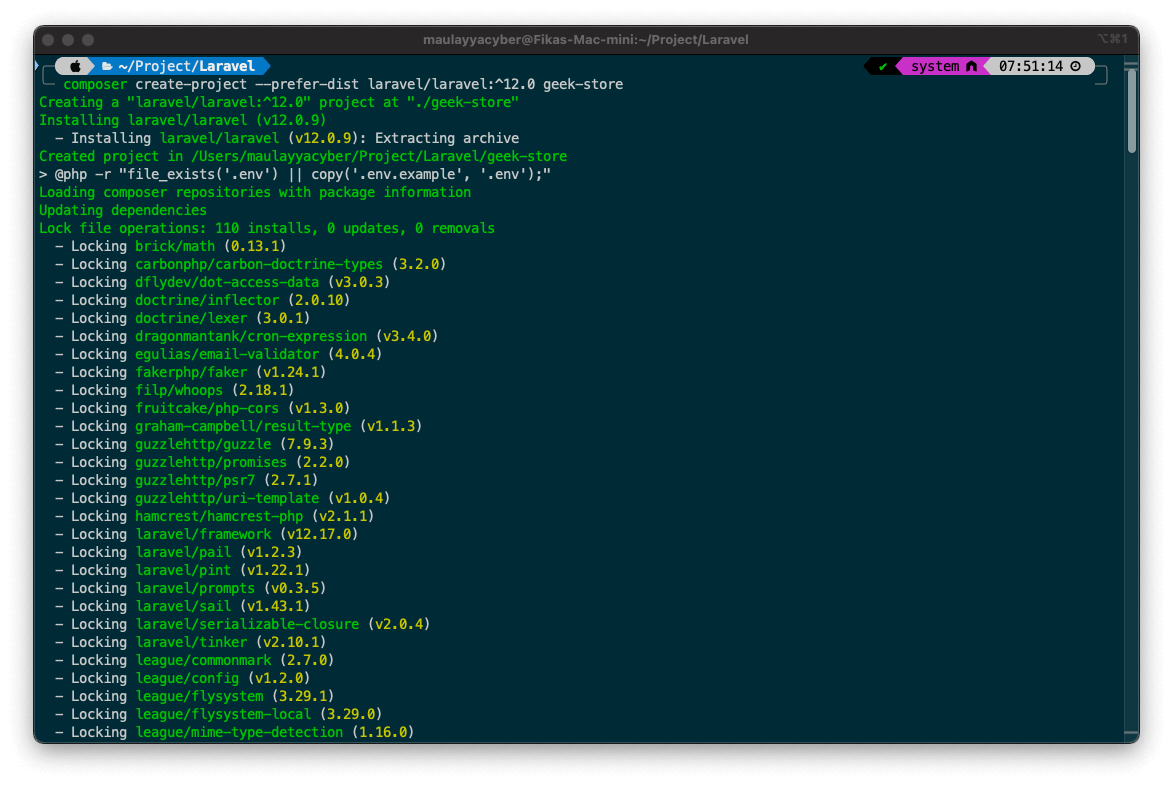 maulayyacyber@Fikas-Mac-mini:~/Project/Laravel
⌥⌘1
~/Project/Laravel
✔ system 07:51:14
composer create-project --prefer-dist laravel/laravel:^12.0 geek-store
Creating a "laravel/laravel:^12.0" project at "./geek-store"
Installing laravel/laravel (v12.0.9)
  - Installing laravel/laravel (v12.0.9): Extracting archive
Created project in /Users/maulayyacyber/Project/Laravel/geek-store
> @php -r "file_exists('.env') || copy('.env.example', '.env');"
Loading composer repositories with package information
Updating dependencies
Lock file operations: 110 installs, 0 updates, 0 removals
  - Locking brick/math (0.13.1)
  - Locking carbonphp/carbon-doctrine-types (3.2.0)
  - Locking dflydev/dot-access-data (v3.0.3)
  - Locking doctrine/inflector (2.0.10)
  - Locking doctrine/lexer (3.0.1)
  - Locking dragonmantank/cron-expression (v3.4.0)
  - Locking egulias/email-validator (4.0.4)
  - Locking fakerphp/faker (v1.24.1)
  - Locking filp/whoops (2.18.1)
  - Locking fruitcake/php-cors (v1.3.0)
  - Locking graham-campbell/result-type (v1.1.3)
  - Locking guzzlehttp/guzzle (7.9.3)
  - Locking guzzlehttp/promises (2.2.0)
  - Locking guzzlehttp/psr7 (2.7.1)
  - Locking guzzlehttp/uri-template (v1.0.4)
  - Locking hamcrest/hamcrest-php (v2.1.1)
  - Locking laravel/framework (v12.17.0)
  - Locking laravel/pail (v1.2.3)
  - Locking laravel/pint (v1.22.1)
  - Locking laravel/prompts (v0.3.5)
  - Locking laravel/sail (v1.43.1)
  - Locking laravel/serializable-closure (v2.0.4)
  - Locking laravel/tinker (v2.10.1)
  - Locking league/commonmark (2.7.0)
  - Locking league/config (v1.2.0)
  - Locking league/flysystem (3.29.1)
  - Locking league/flysystem-local (3.29.0)
  - Locking league/mime-type-detection (1.16.0)